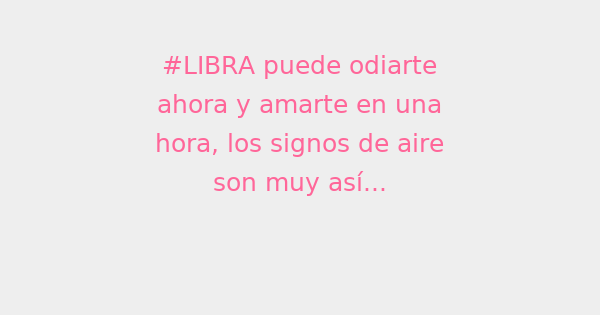 #LIBRA puede odiarte
ahora y amarte en una
hora, los signos de aire
son muy así...